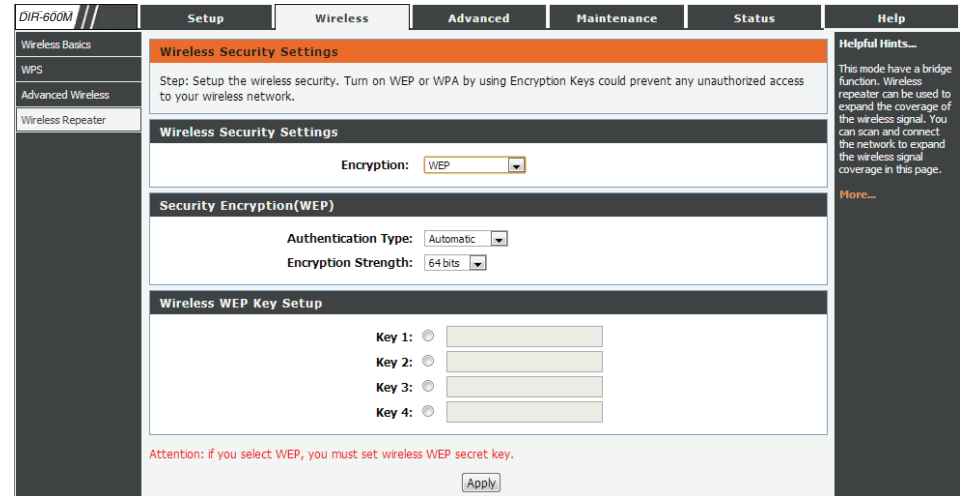 DIR-600M
Setup
Wireless
Advanced
Maintenance
Status
Help
Wireless Basics
WPS
Advanced Wireless
Wireless Repeater
Wireless Security Settings
Step: Setup the wireless security. Turn on WEP or WPA by using Encryption Keys could prevent any unauthorized access
to your wireless network.
Wireless Security Settings
Encryption: WEP
Security Encryption(WEP)
Authentication Type: Automatic
Encryption Strength: 64 bits
Wireless WEP Key Setup
Key 1:
Key 2:
Key 3:
Key 4:
Attention: if you select WEP, you must set wireless WEP secret key.
Apply
Helpful Hints...
This mode have a bridge
function. Wireless
repeater can be used to
expand the coverage of
the wireless signal. You
can scan and connect
the network to expand
the wireless signal
coverage in this page.
More...